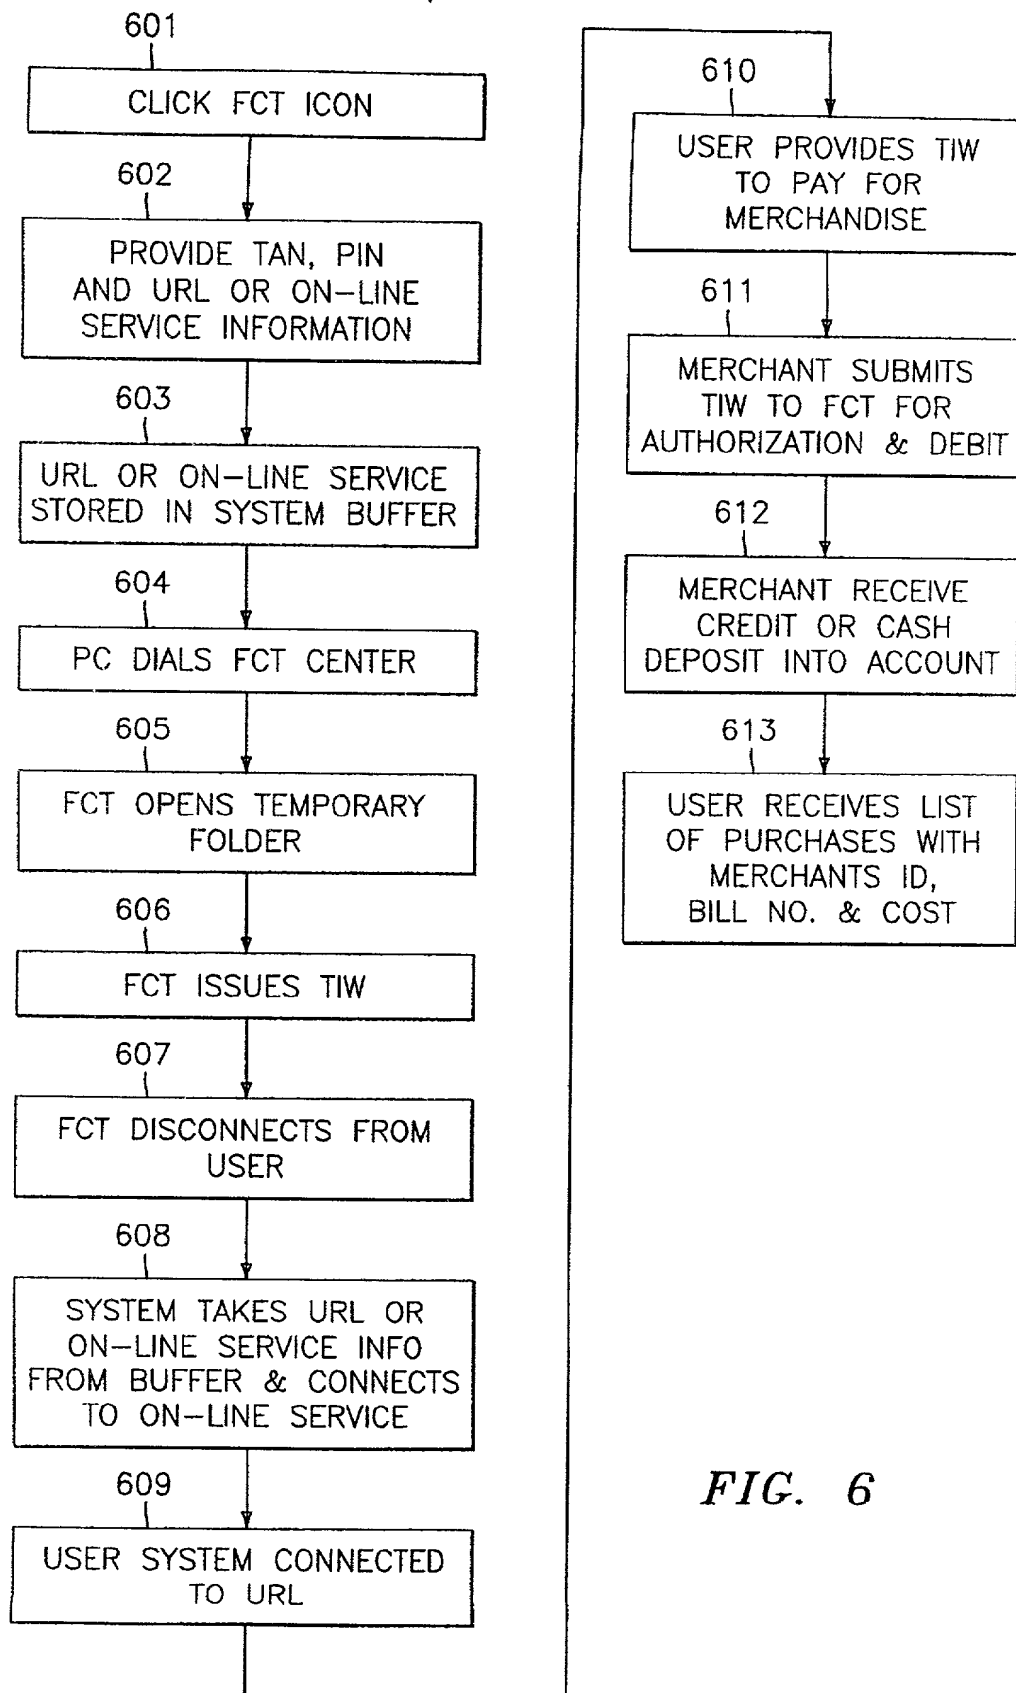 601
CLICK FCT ICON
602
PROVIDE TAN, PIN
AND URL OR ON-LINE
SERVICE INFORMATION
603
URL OR ON-LINE SERVICE
STORED IN SYSTEM BUFFER
604
PC DIALS FCT CENTER
605
FCT OPENS TEMPORARY
FOLDER
606
FCT ISSUES TIW
607
FCT DISCONNECTS FROM
USER
608
SYSTEM TAKES URL OR
ON-LINE SERVICE INFO
FROM BUFFER & CONNECTS
TO ON-LINE SERVICE
609
USER SYSTEM CONNECTED
TO URL
610
USER PROVIDES TIW
TO PAY FOR
MERCHANDISE
611
MERCHANT SUBMITS
TIW TO FCT FOR
AUTHORIZATION & DEBIT
612
MERCHANT RECEIVE
CREDIT OR CASH
DEPOSIT INTO ACCOUNT
613
USER RECEIVES LIST
OF PURCHASES WITH
MERCHANTS ID,
BILL NO. & COST
FIG. 6